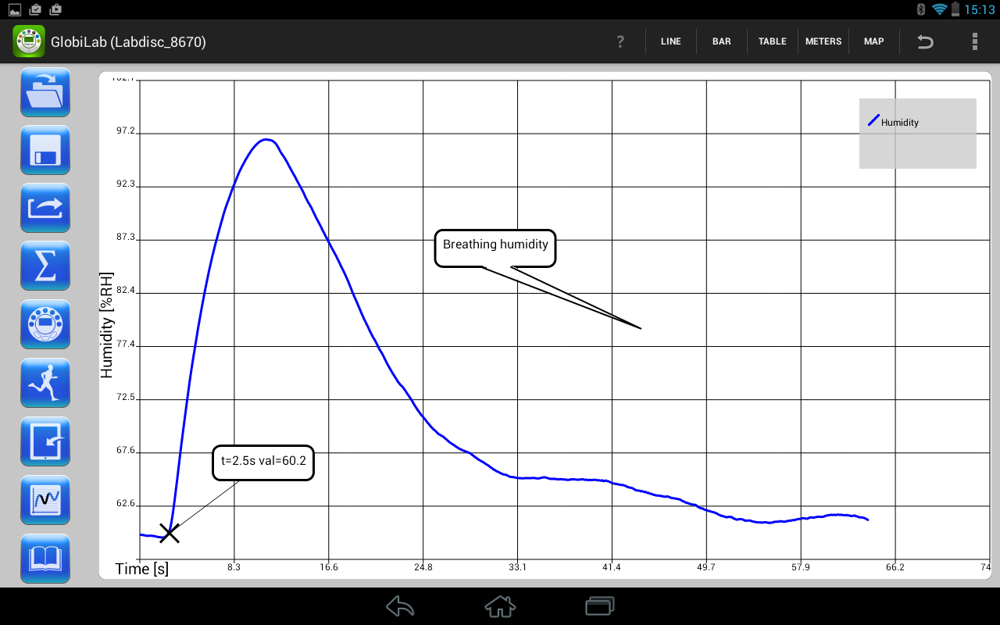 15:13
GlobiLab (Labdisc_8670)
?
LINE
BAR
TABLE
METERS
MAP
102.1
97.2
92.3
87.3
82.4
77.4
72.5
67.6
62.6
Humidity [%RH]
Humidity
Breathing humidity
t=2.5s val=60.2
Σ
Time [s]
8.3
16.6
24.8
33.1
41.4
49.7
57.9
66.2
74